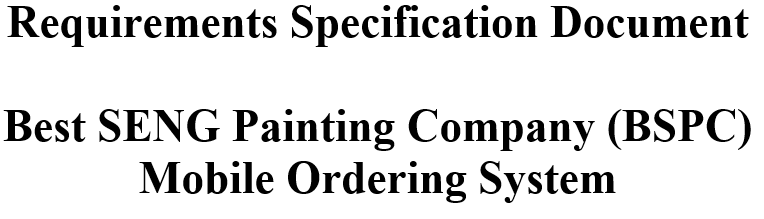 Requirements Specification Document
Best SENG Painting Company (BSPC)
Mobile Ordering System